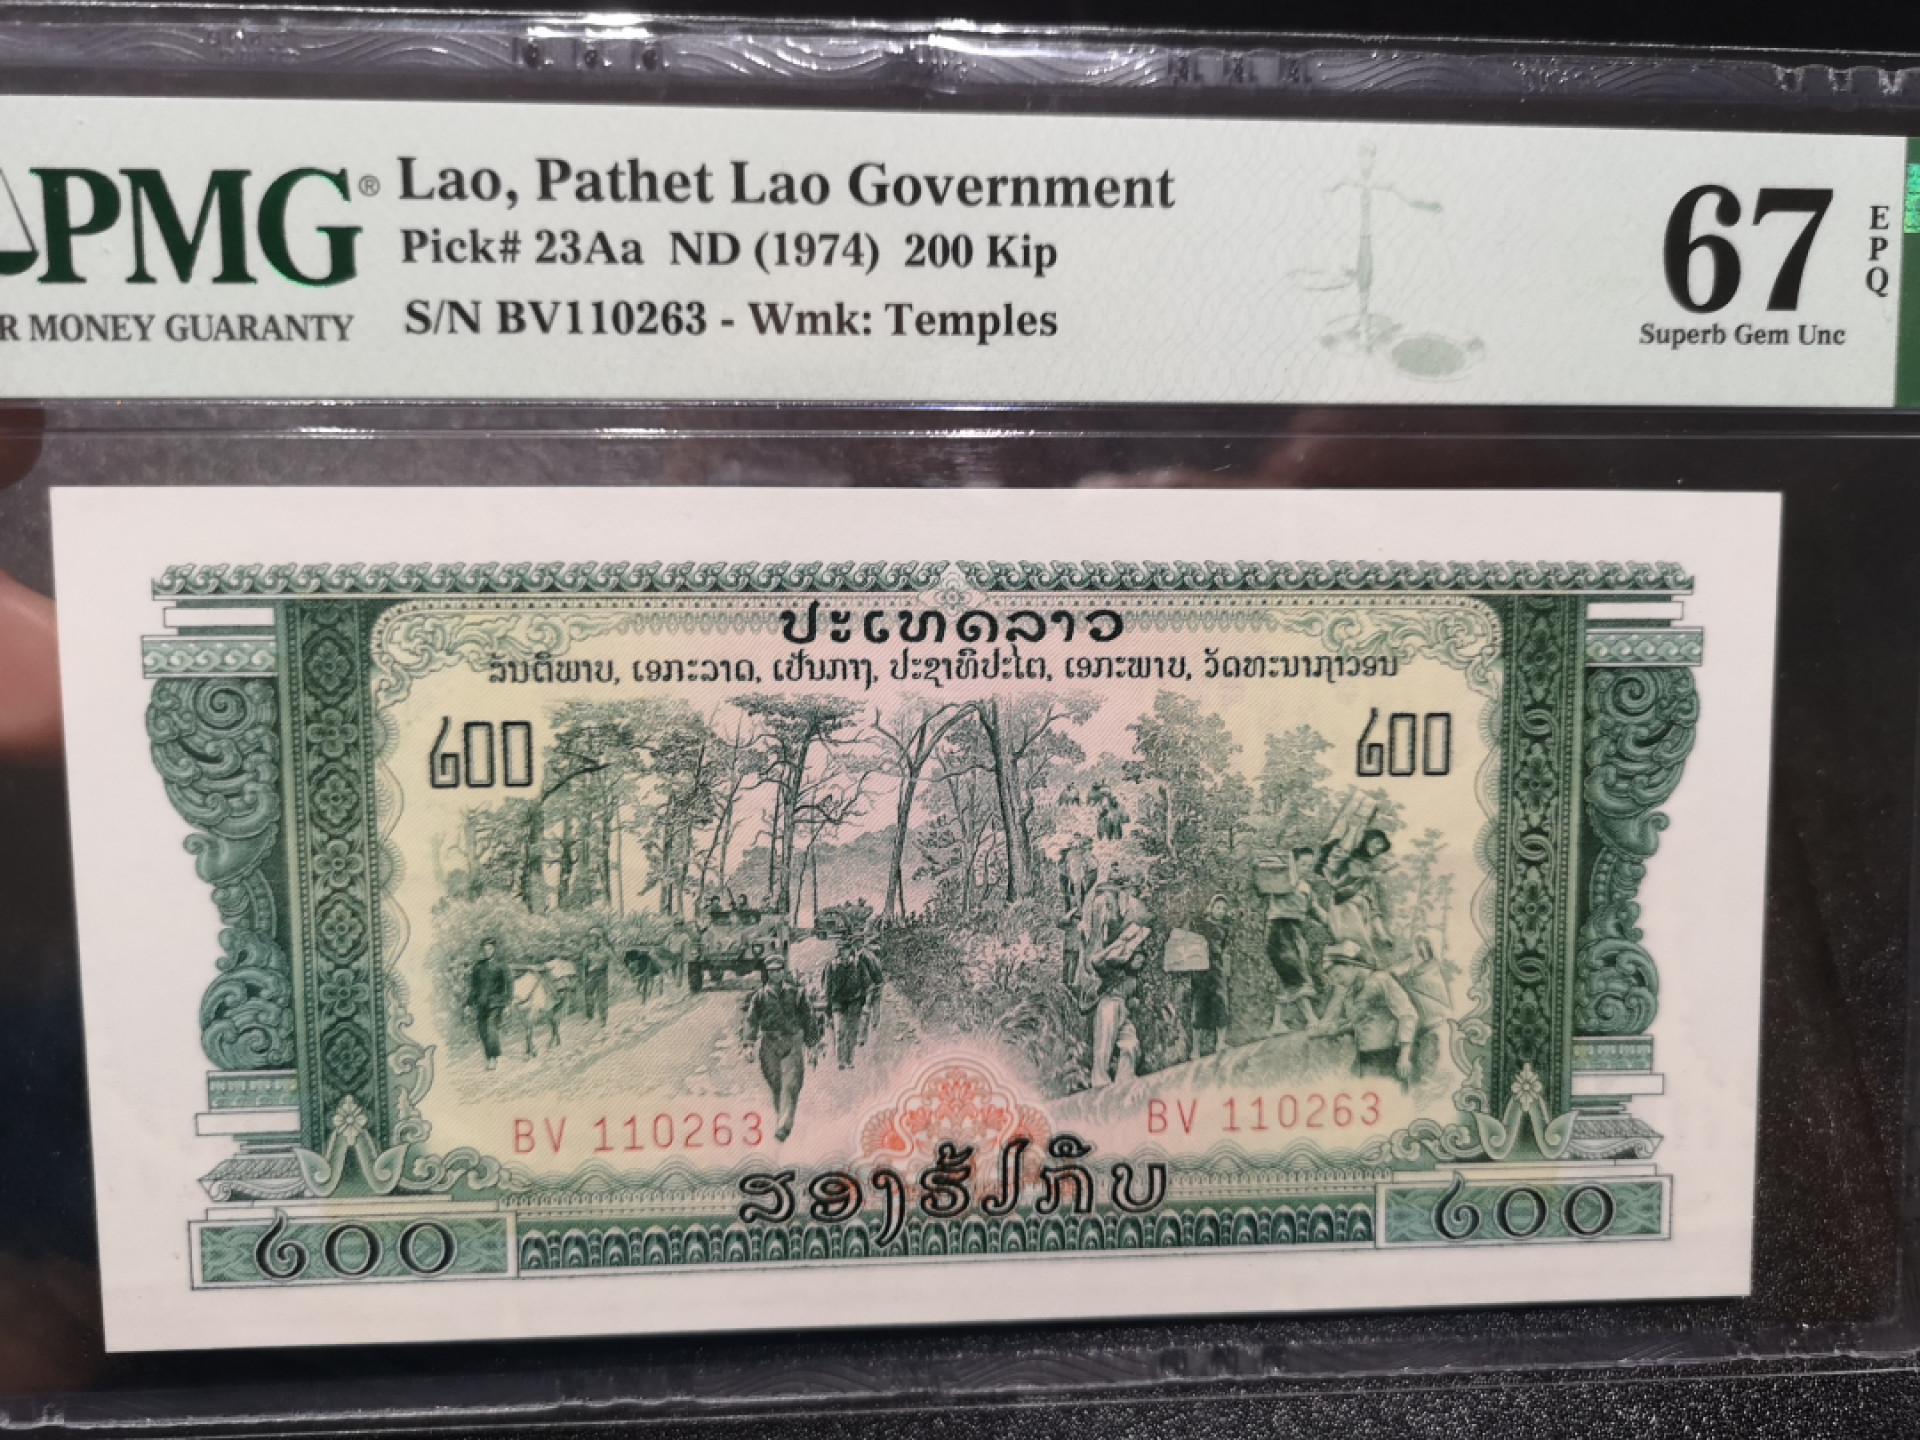 PMG® Lao, Pathet Lao Government
Pick# 23Aa ND (1974) 200 Kip
MONEY GUARANTY S/N BV110263 - Wmk: Temples
67 EPQ
Superb Gem Unc
ປະເທດລາວ
ສັນຕິພາບ, ເອກະລາດ, ເປັນກາງ, ປະຊາທິປະໄຕ, ເອກະພາບ, ວັດທະນາຖາວອນ
໒໐໐ ໒໐໐
BV 110263 BV 110263
ສອງຮ້ອຍກີບ
໒໐໐ ໒໐໐